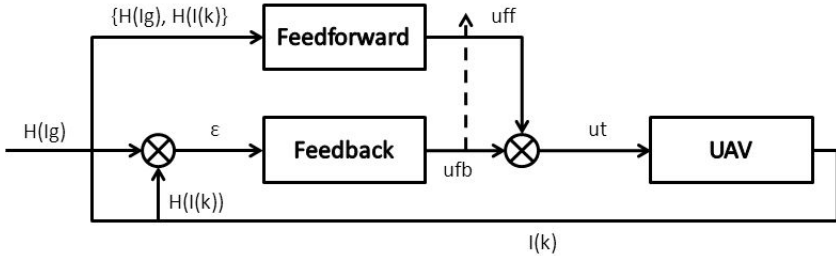 {H(Ig), H(I(k)}
Feedforward
uff
H(Ig)
ε
Feedback
ufb
ut
UAV
H(I(k))
I(k)